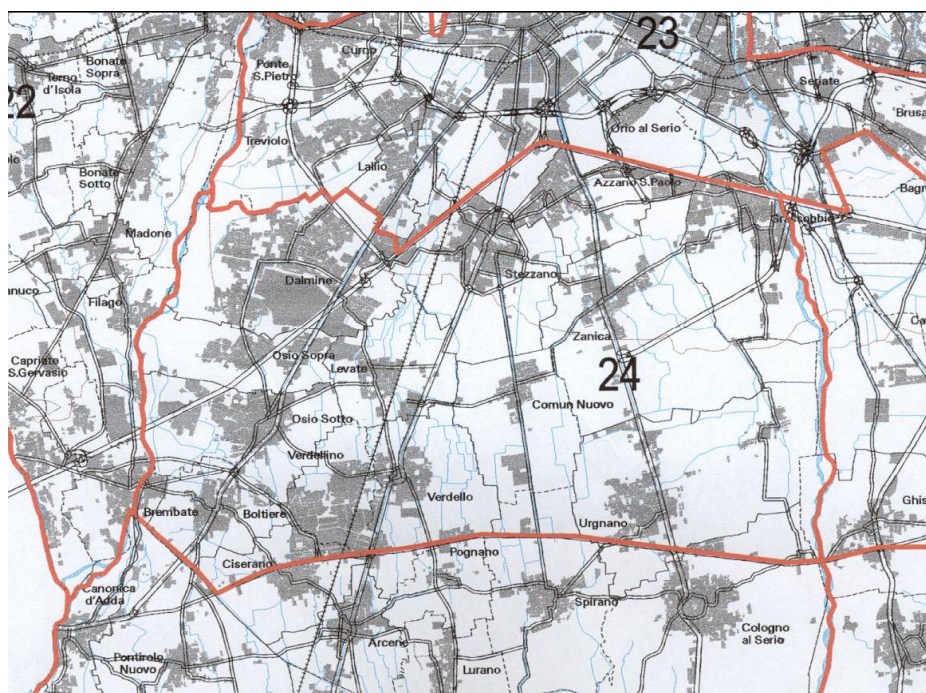 23
Curno
Bonate
Sopra
Ponte
S.Pietro
Terno
d'Isola
Seriate
22
Brusa
Orio al Serio
Treviolo
Lallio
Bonate
Sotto
Azzano S.Paolo
Bagn
Madone
Dalmine
Stezzano
Filago
Zanica
Osio Sopra
Capriate
S.Gervasio
Levate
24
Comun Nuovo
Osio Sotto
Verdellino
Verdello
Brembate
Boltiere
Ghis
Urgnano
Pognano
Ciserano
Canonica
d'Adda
Spirano
Cologno
al Serio
Arcene
Pontirolo
Nuovo
Lurano